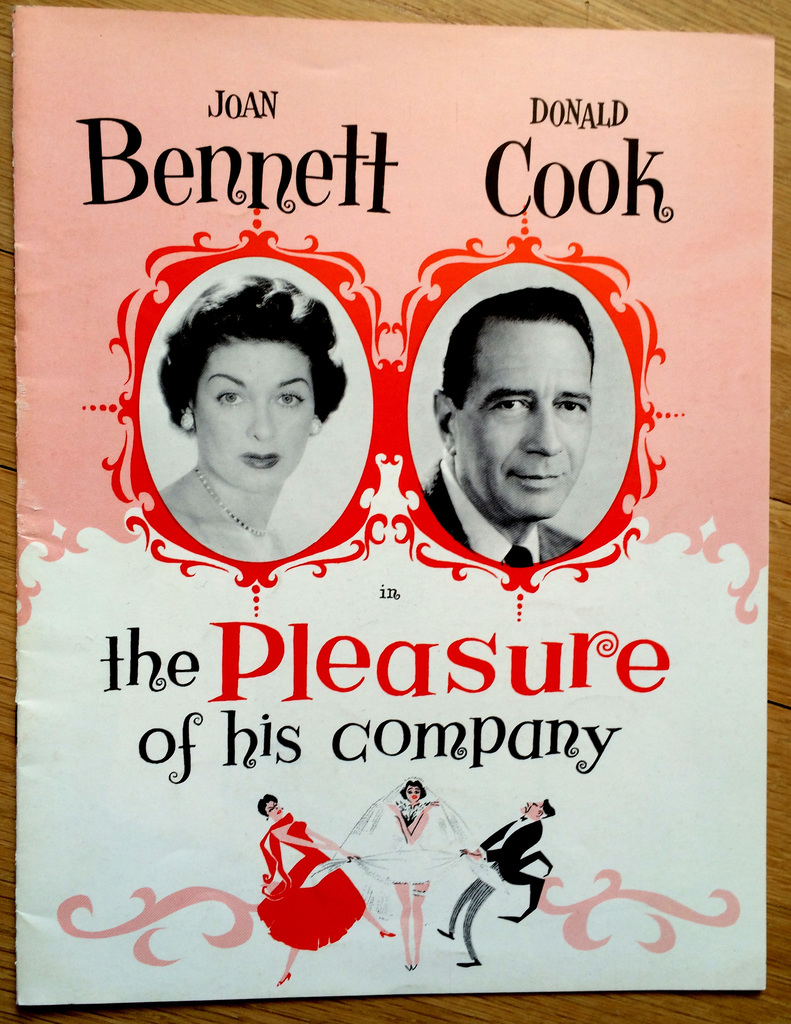 JOAN
Bennett
DONALD
Cook
in
the Pleasure
of his company